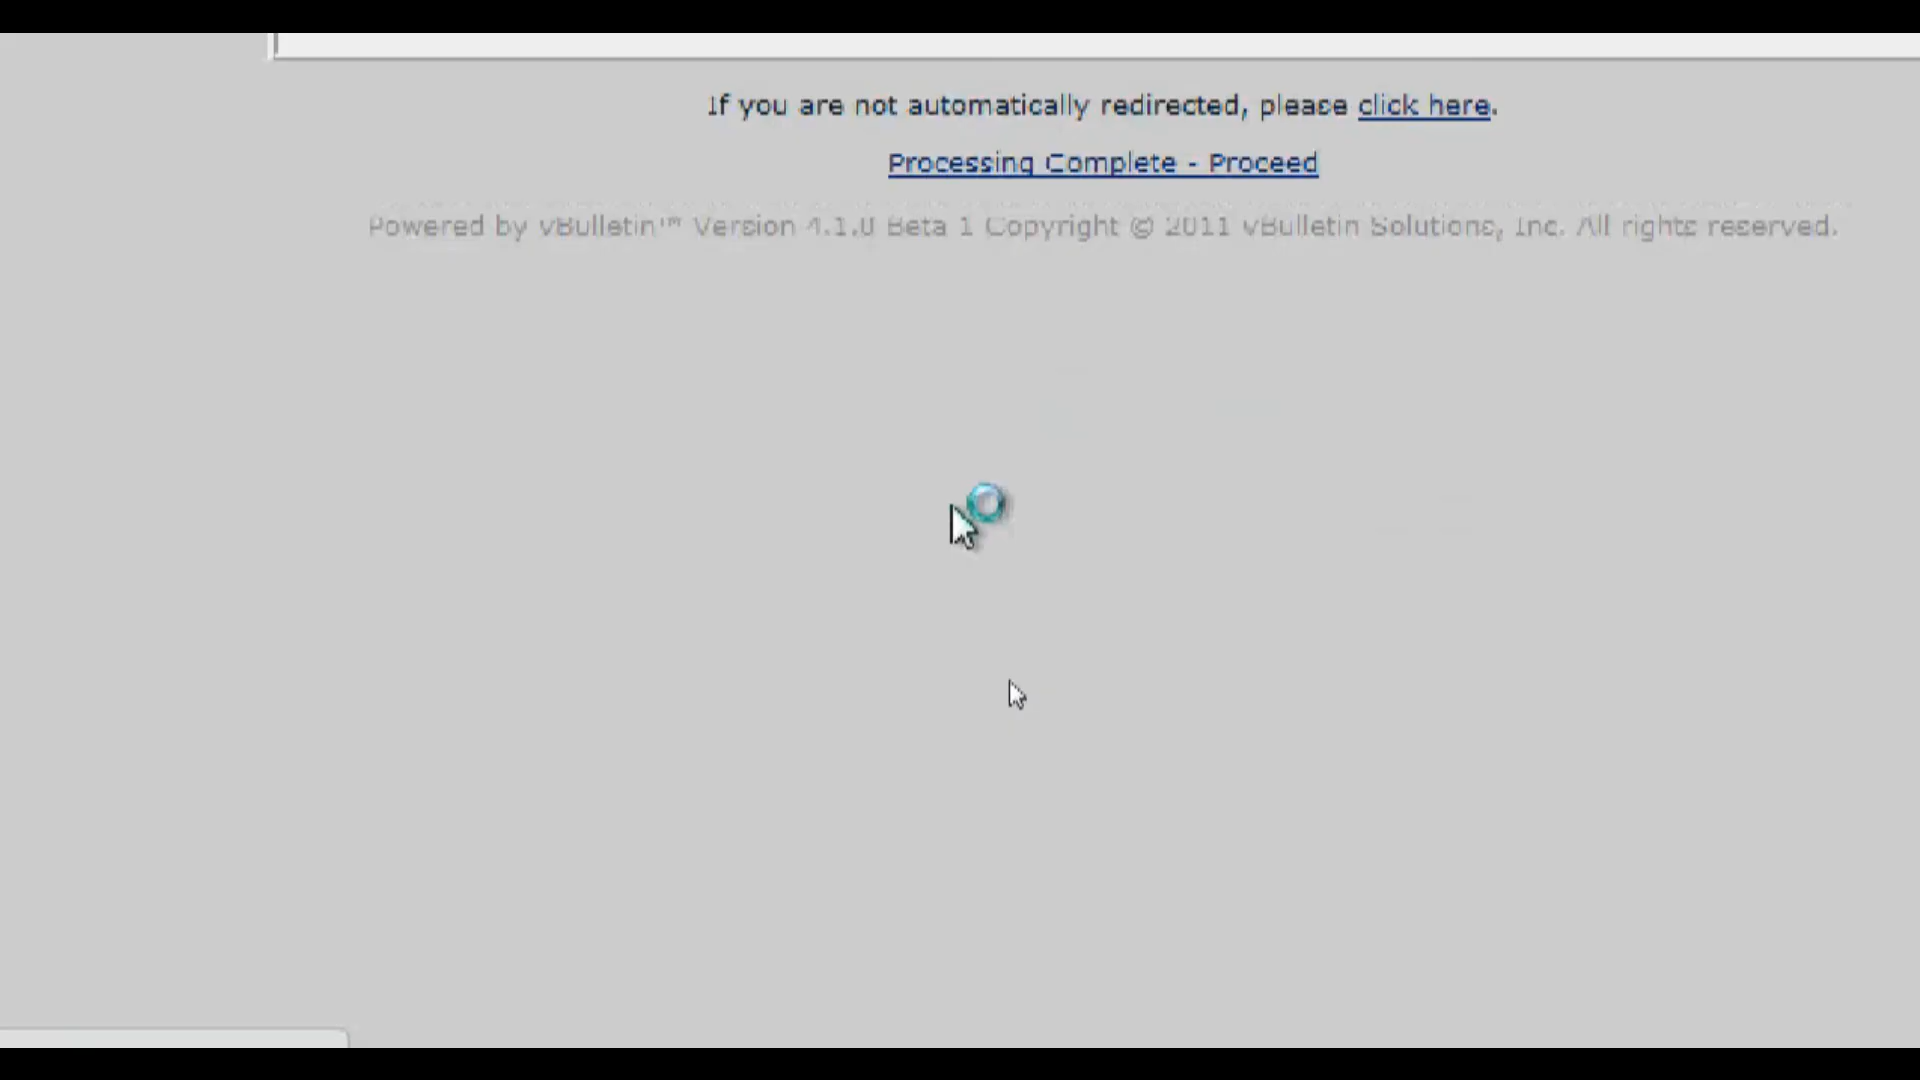 If you are not automatically redirected, please click here.
Processing Complete - Proceed
Powered by vBulletin™ Version 4.1.0 Beta 1 Copyright © 2011 vBulletin Solutions, Inc. All rights reserved.